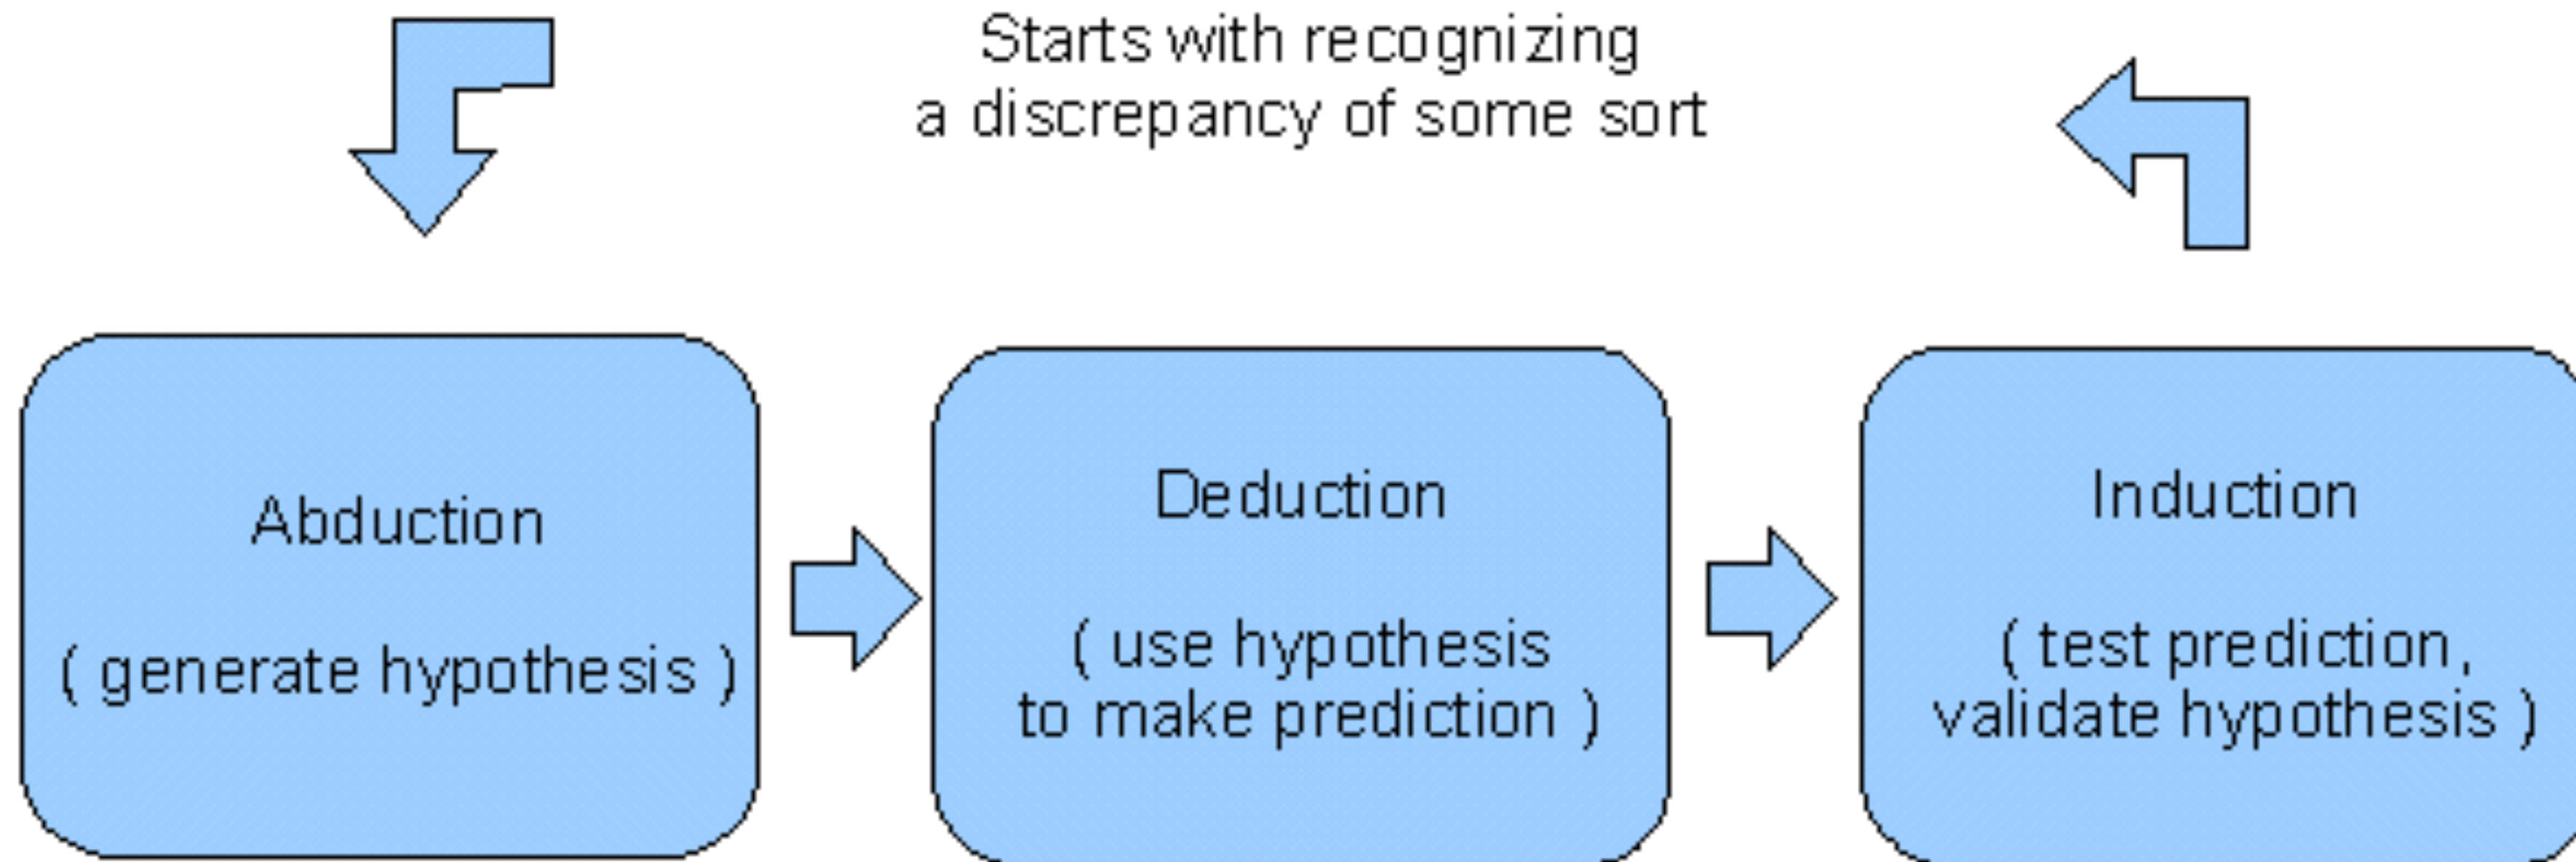 Starts with recognizing
a discrepancy of some sort
Abduction
( generate hypothesis )
Deduction
( use hypothesis
to make prediction )
Induction
( test prediction,
validate hypothesis )